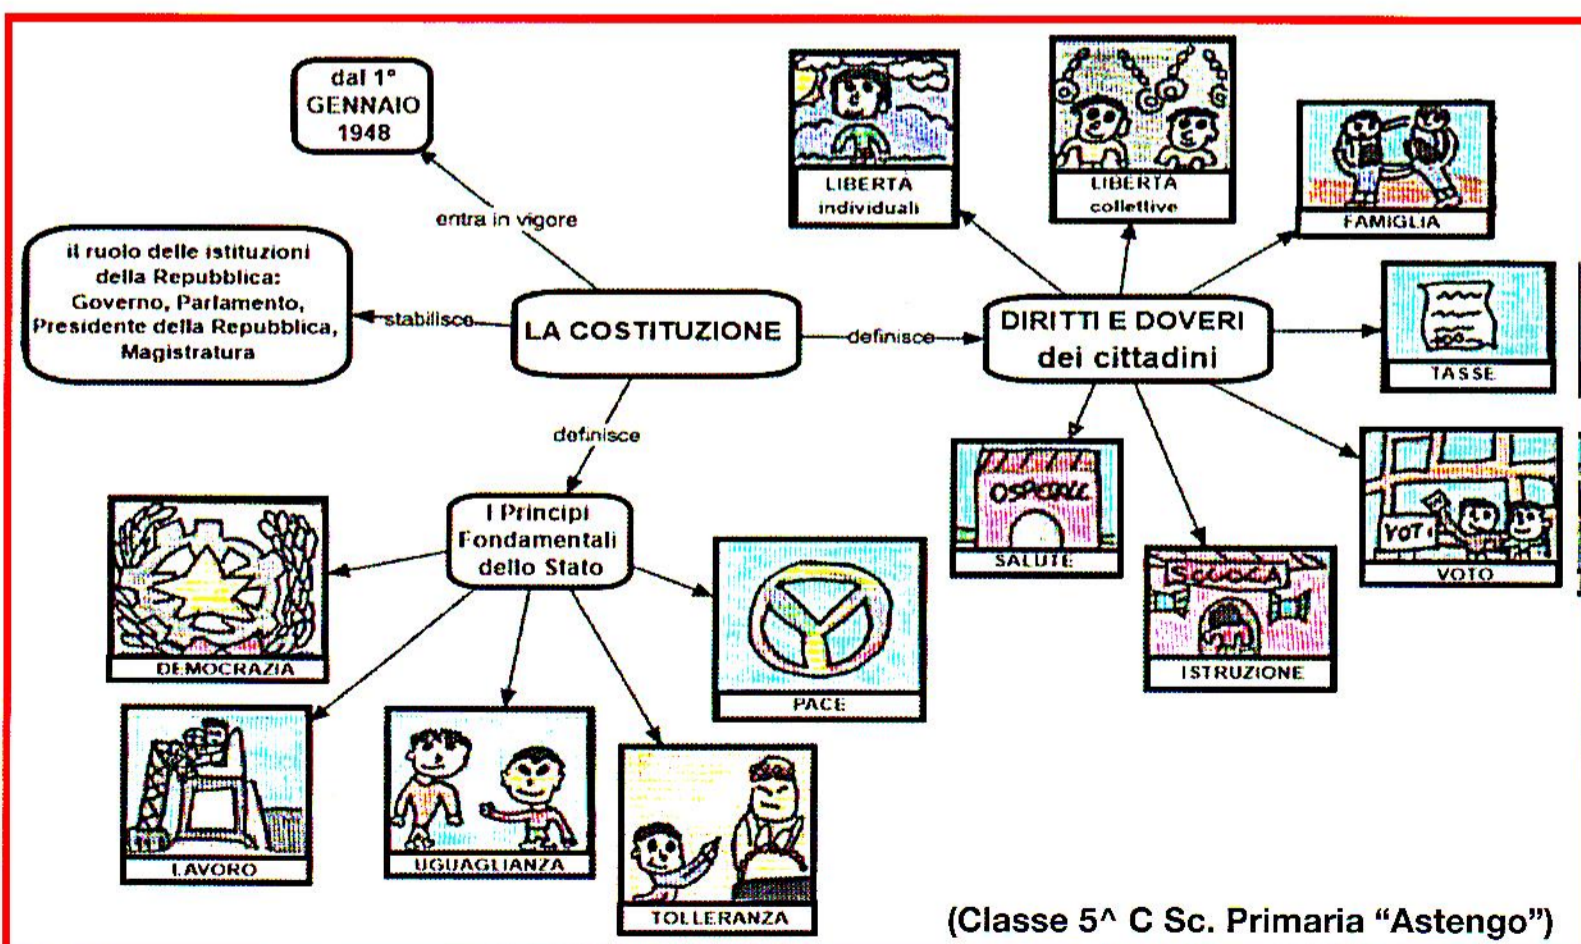 dal 1°
GENNAIO
1948
entra in vigore
il ruolo delle istituzioni
della Repubblica:
Governo, Parlamento,
Presidente della Repubblica,
Magistratura
stabilisce
LA COSTITUZIONE
definisce
DIRITTI E DOVERI
dei cittadini
LIBERTÀ
individuali
LIBERTÀ
collettive
FAMIGLIA
TASSE
100
VOT.
VOTO
SCUOLA
ISTRUZIONE
OSPEDALE
SALUTE
definisce
I Principi
Fondamentali
dello Stato
DEMOCRAZIA
LAVORO
UGUAGLIANZA
TOLLERANZA
PACE
(Classe 5^ C Sc. Primaria “Astengo”)